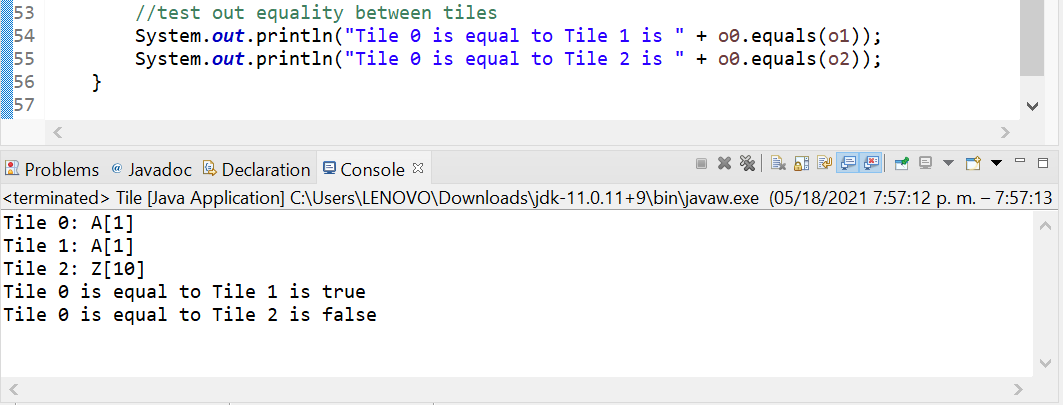 53 //test out equality between tiles
54 System.out.println("Tile 0 is equal to Tile 1 is " + o0.equals(o1));
55 System.out.println("Tile 0 is equal to Tile 2 is " + o0.equals(o2));
56 }
57
Problems @ Javadoc Declaration Console
<terminated> Tile [Java Application] C:\Users\LENOVO\Downloads\jdk-11.0.11+9\bin\javaw.exe (05/18/2021 7:57:12 p. m. – 7:57:13
Tile 0: A[1]
Tile 1: A[1]
Tile 2: Z[10]
Tile 0 is equal to Tile 1 is true
Tile 0 is equal to Tile 2 is false